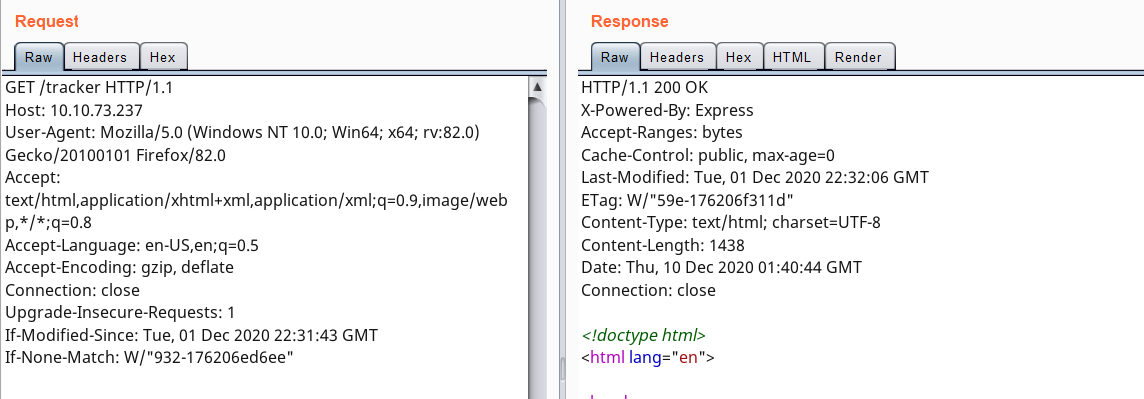 Request
Raw Headers Hex
GET /tracker HTTP/1.1
Host: 10.10.73.237
User-Agent: Mozilla/5.0 (Windows NT 10.0; Win64; x64; rv:82.0)
Gecko/20100101 Firefox/82.0
Accept:
text/html,application/xhtml+xml,application/xml;q=0.9,image/web
p,*/*;q=0.8
Accept-Language: en-US,en;q=0.5
Accept-Encoding: gzip, deflate
Connection: close
Upgrade-Insecure-Requests: 1
If-Modified-Since: Tue, 01 Dec 2020 22:31:43 GMT
If-None-Match: W/"932-176206ed6ee"
Response
Raw Headers Hex HTML Render
HTTP/1.1 200 OK
X-Powered-By: Express
Accept-Ranges: bytes
Cache-Control: public, max-age=0
Last-Modified: Tue, 01 Dec 2020 22:32:06 GMT
ETag: W/"59e-176206f311d"
Content-Type: text/html; charset=UTF-8
Content-Length: 1438
Date: Thu, 10 Dec 2020 01:40:44 GMT
Connection: close
<!doctype html>
<html lang="en">